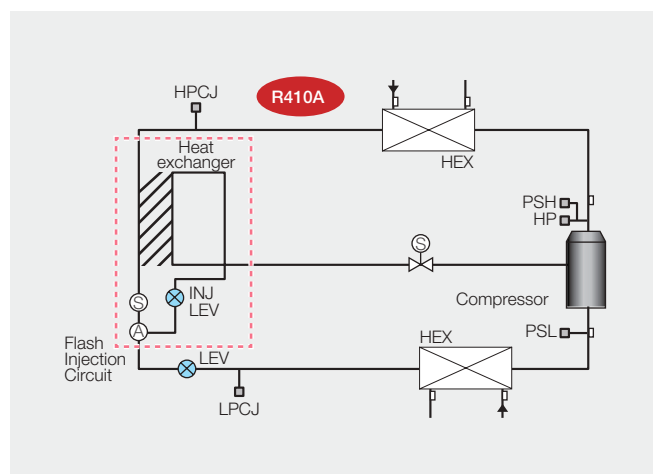 HPCJ
R410A
Heat
exchanger
HEX
PSH
HP
S
S
INJ
LEV
Compressor
A
Flash
Injection
Circuit
LEV
HEX
PSL
LPCJ